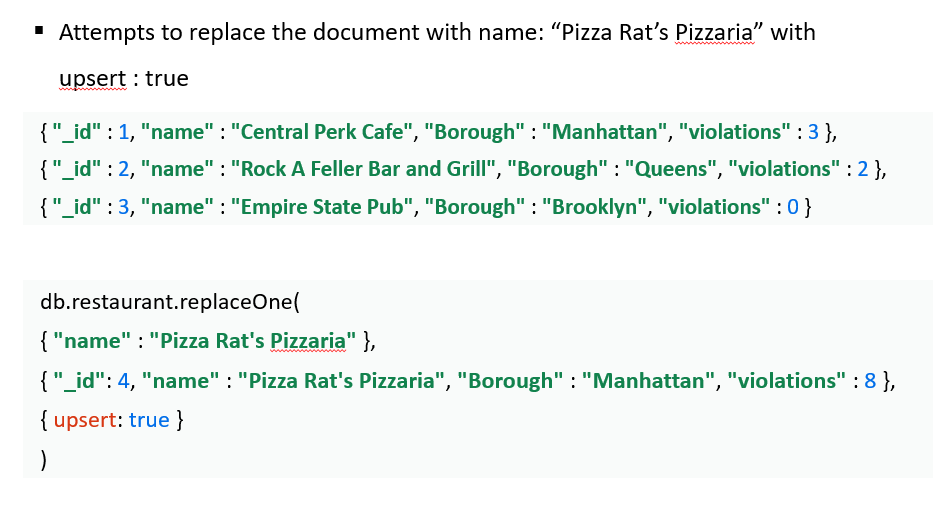 ▪ Attempts to replace the document with name: “Pizza Rat’s Pizzaria” with
upsert : true
{ "_id" : 1, "name" : "Central Perk Cafe", "Borough" : "Manhattan", "violations" : 3 },
{ "_id" : 2, "name" : "Rock A Feller Bar and Grill", "Borough" : "Queens", "violations" : 2 },
{ "_id" : 3, "name" : "Empire State Pub", "Borough" : "Brooklyn", "violations" : 0 }
db.restaurant.replaceOne(
{ "name" : "Pizza Rat's Pizzaria" },
{ "_id": 4, "name" : "Pizza Rat's Pizzaria", "Borough" : "Manhattan", "violations" : 8 },
{ upsert: true }
)